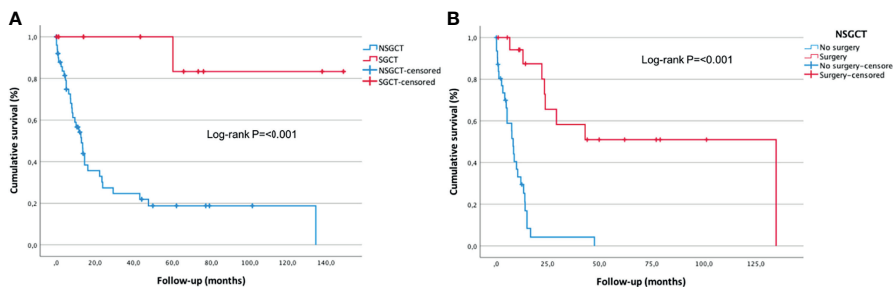 A
NSGCT
SGCT
NSGCT-censored
SGCT-censored
Cumulative survival (%)
1,0
0,8
0,6
0,4
0,2
0,0
Log-rank P=<0.001
,0
20,0
40,0
60,0
80,0
100,0
120,0
140,0
Follow-up (months)
B
NSGCT
No surgery
Surgery
No surgery-censore
Surgery-censored
Cumulative survival (%)
1,0
0,8
0,6
0,4
0,2
0,0
Log-rank P=<0.001
,0
25,0
50,0
75,0
100,0
125,0
Follow-up (months)